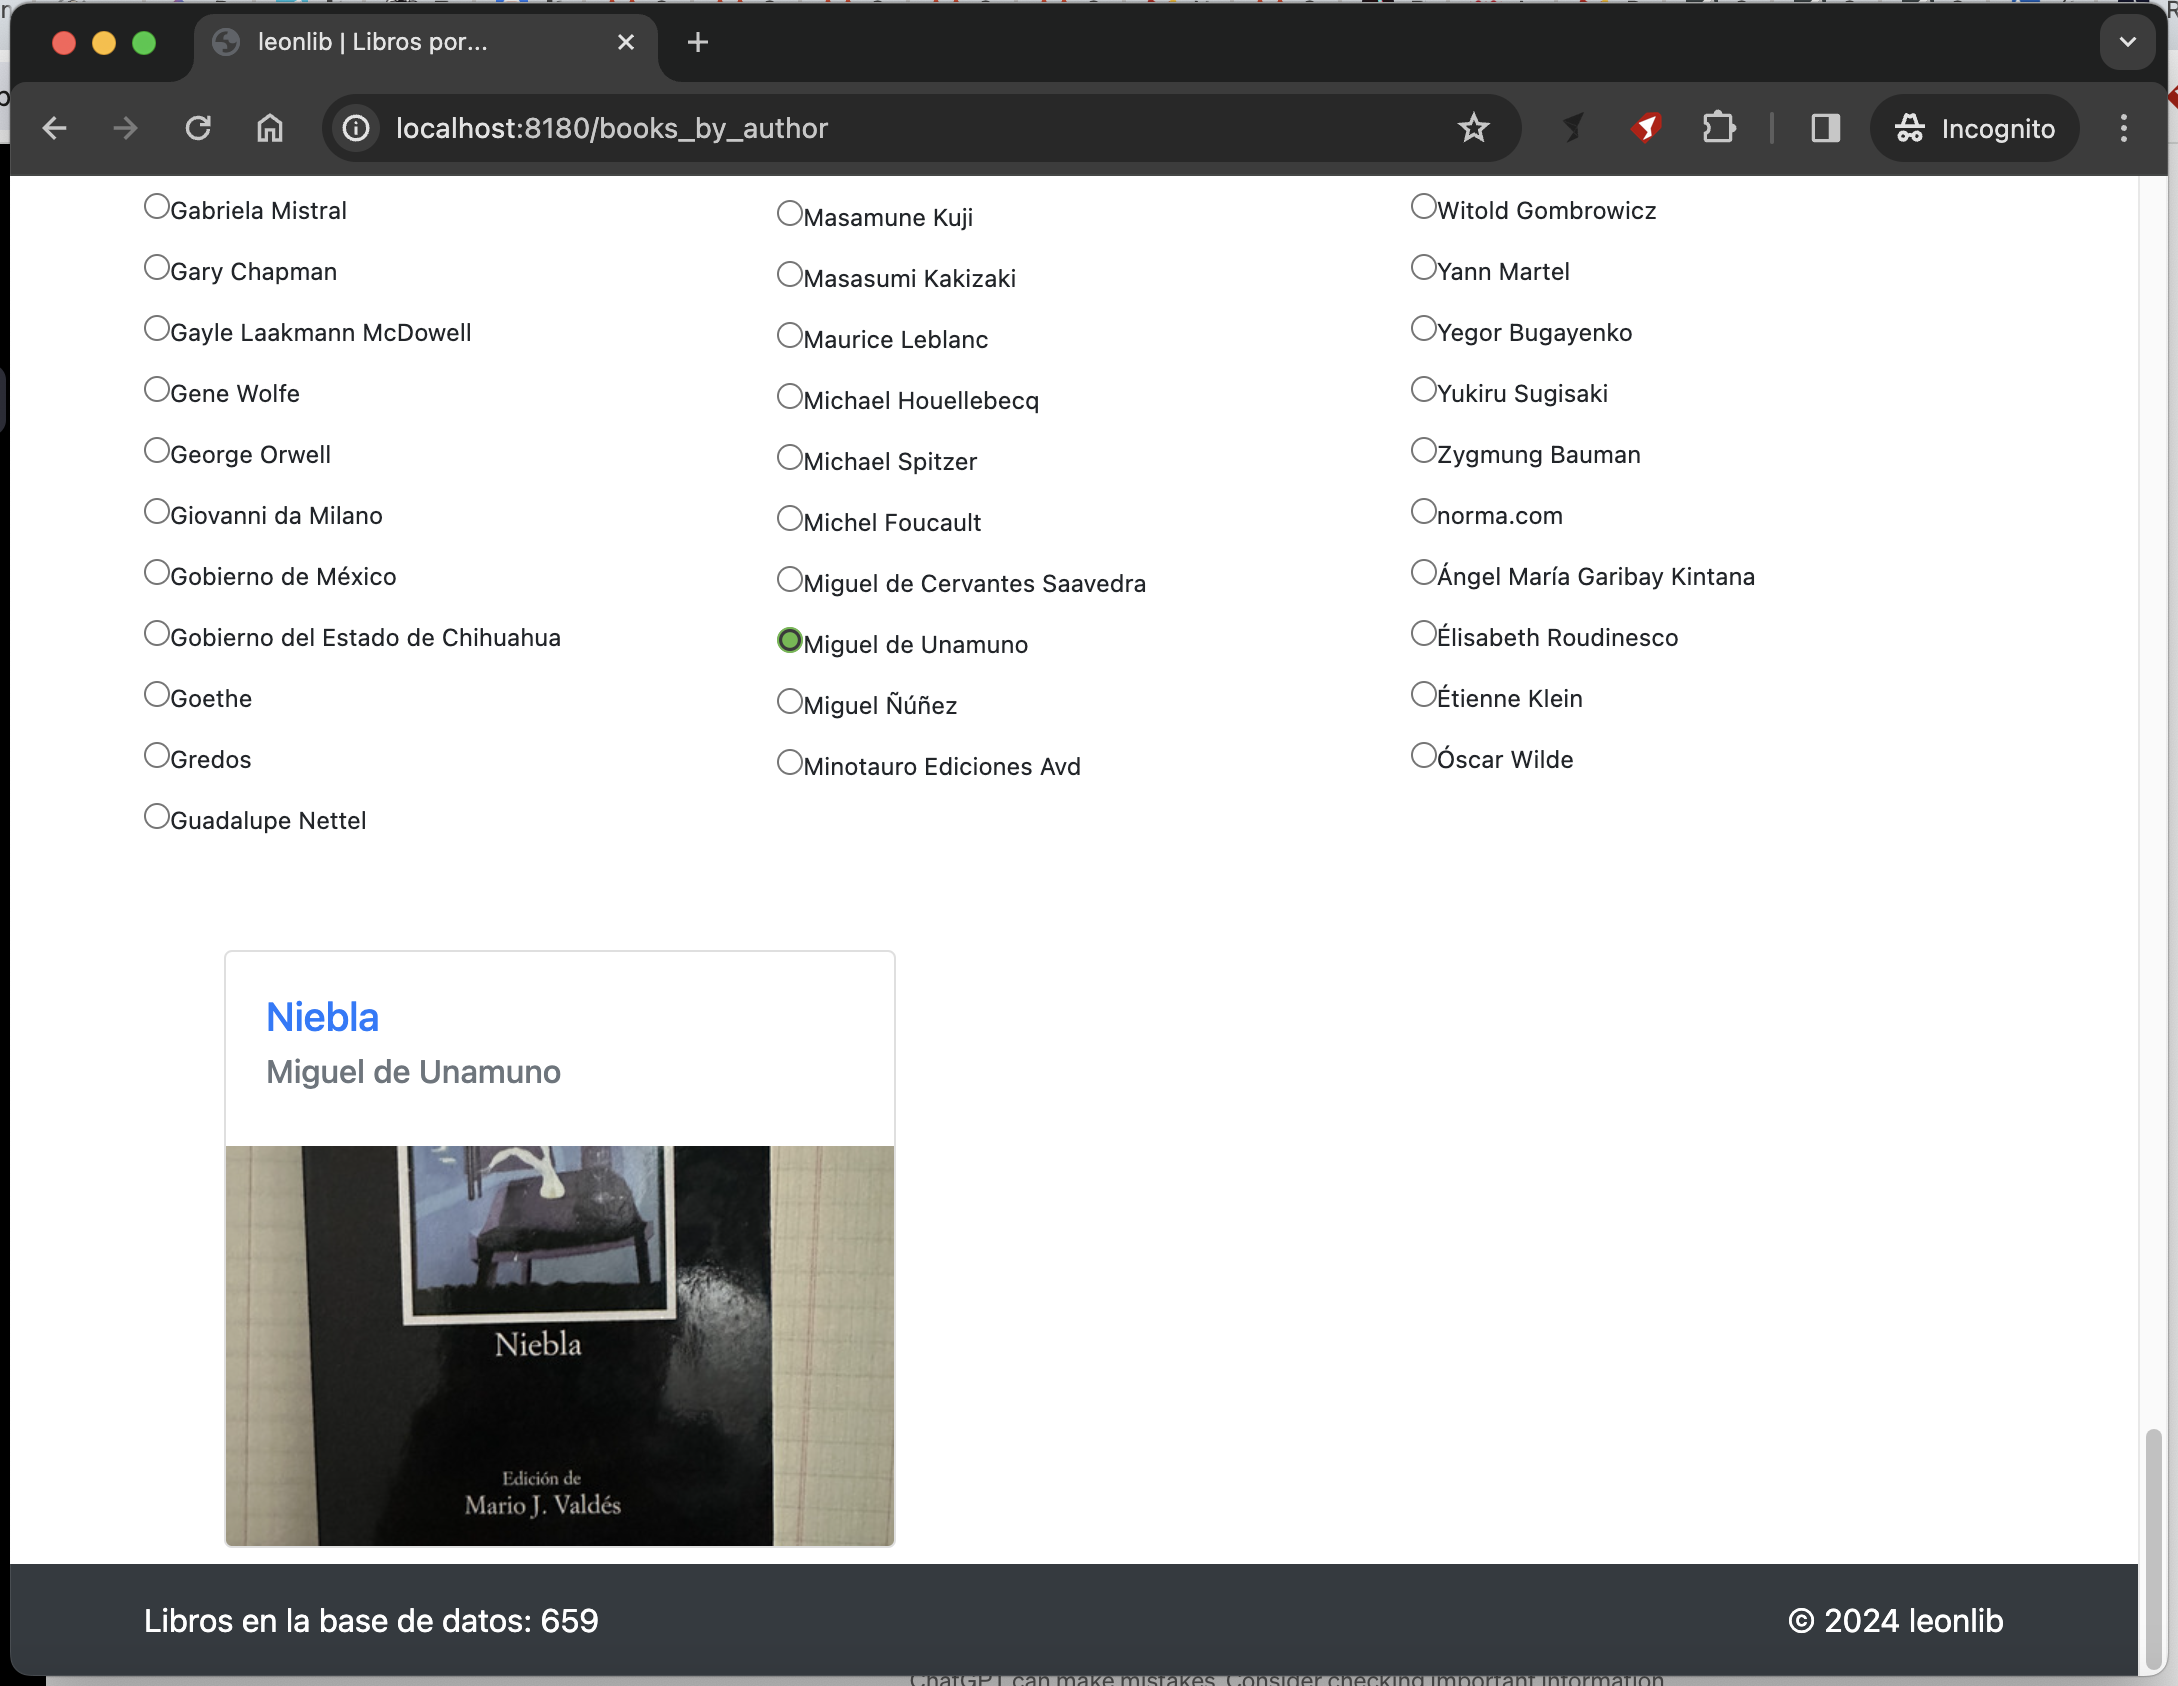 leonlib | Libros por...
localhost:8180/books_by_author
Incognito
Gabriela Mistral
Gary Chapman
Gayle Laakmann McDowell
Gene Wolfe
George Orwell
Giovanni da Milano
Gobierno de México
Gobierno del Estado de Chihuahua
Goethe
Gredos
Guadalupe Nettel
Masamune Kuji
Masasumi Kakizaki
Maurice Leblanc
Michael Houellebecq
Michael Spitzer
Michel Foucault
Miguel de Cervantes Saavedra
Miguel de Unamuno
Miguel Ñúñez
Minotauro Ediciones Avd
Witold Gombrowicz
Yann Martel
Yegor Bugayenko
Yukiru Sugisaki
Zygmung Bauman
norma.com
Ángel María Garibay Kintana
Élisabeth Roudinesco
Étienne Klein
Óscar Wilde
Niebla
Miguel de Unamuno
Niebla
Edición de
Mario J. Valdés
Libros en la base de datos: 659
© 2024 leonlib
ChatGPT can make mistakes. Consider checking important information.